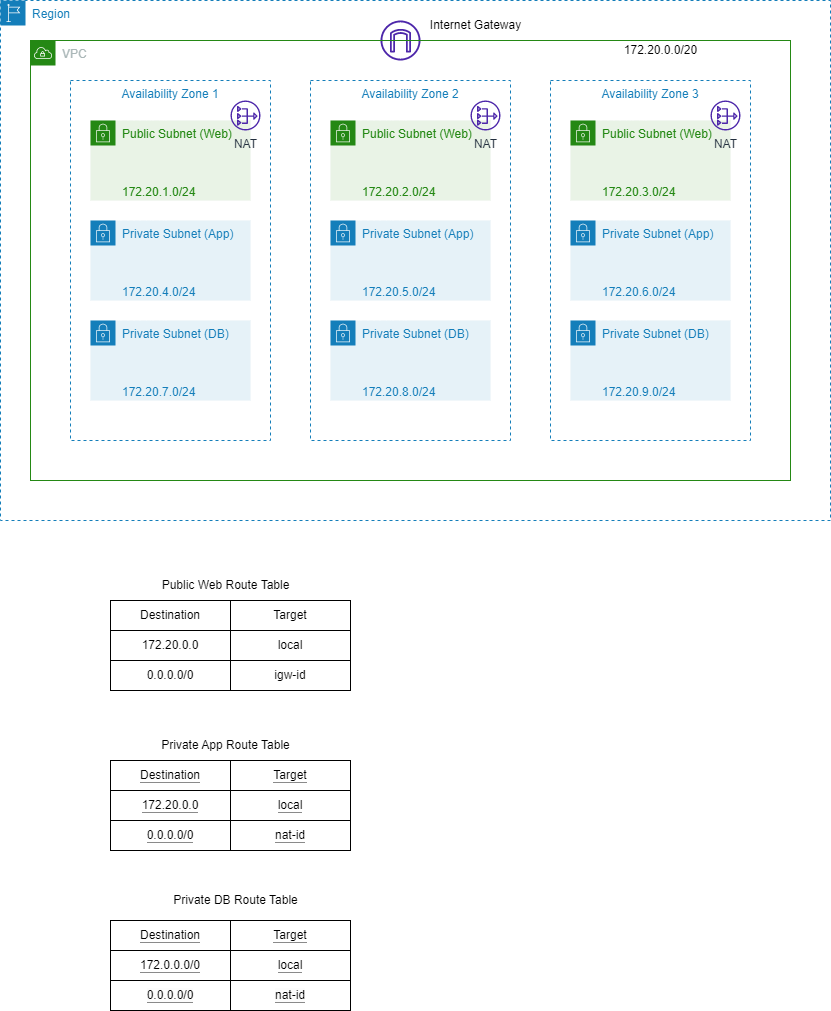 Region
Internet Gateway
VPC
172.20.0.0/20
Availability Zone 1
Public Subnet (Web)
NAT
172.20.1.0/24
Private Subnet (App)
172.20.4.0/24
Private Subnet (DB)
172.20.7.0/24
Availability Zone 2
Public Subnet (Web)
NAT
172.20.2.0/24
Private Subnet (App)
172.20.5.0/24
Private Subnet (DB)
172.20.8.0/24
Availability Zone 3
Public Subnet (Web)
NAT
172.20.3.0/24
Private Subnet (App)
172.20.6.0/24
Private Subnet (DB)
172.20.9.0/24
Public Web Route Table
Destination Target
172.20.0.0 local
0.0.0.0/0 igw-id
Private App Route Table
Destination Target
172.20.0.0 local
0.0.0.0/0 nat-id
Private DB Route Table
Destination Target
172.0.0.0/0 local
0.0.0.0/0 nat-id